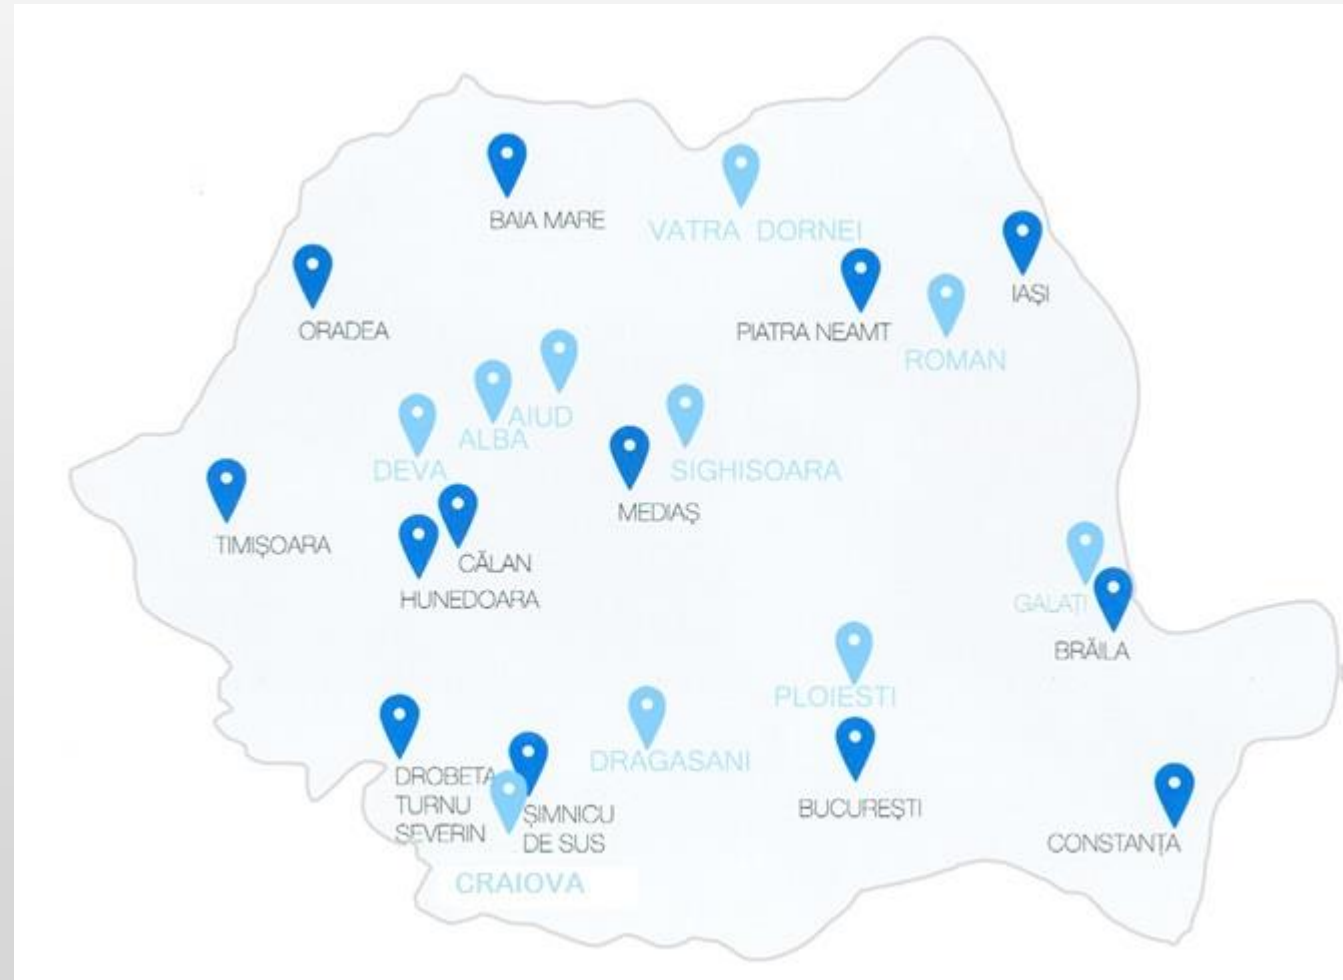 BAIA MARE
VATRA DORNEI
IAȘI
ORADEA
PIATRA NEAMT
ROMAN
AIUD
ALBA
DEVA
SIGHISOARA
MEDIAȘ
TIMIȘOARA
CĂLAN
HUNEDOARA
GALAȚI
BRĂILA
PLOIESTI
DRAGASANI
DROBETA
TURNU
SEVERIN
ȘIMNICU
DE SUS
BUCUREȘTI
CONSTANȚA
CRAIOVA